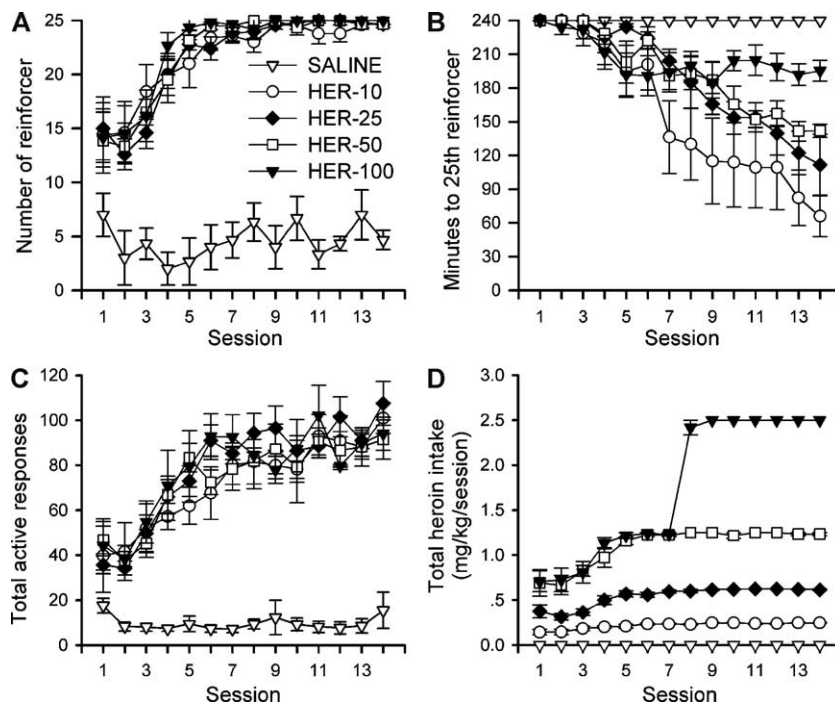 A
Number of reinforcer
25
20
15
10
5
0
SALINE
HER-10
HER-25
HER-50
HER-100
1 3 5 7 9 11 13
Session
B
Minutes to 25th reinforcer
240
210
180
150
120
90
60
30
0
1 3 5 7 9 11 13
Session
C
Total active responses
120
100
80
60
40
20
0
1 3 5 7 9 11 13
Session
D
Total heroin intake
(mg/kg/session)
3.0
2.5
2.0
1.5
1.0
.5
0.0
1 3 5 7 9 11 13
Session